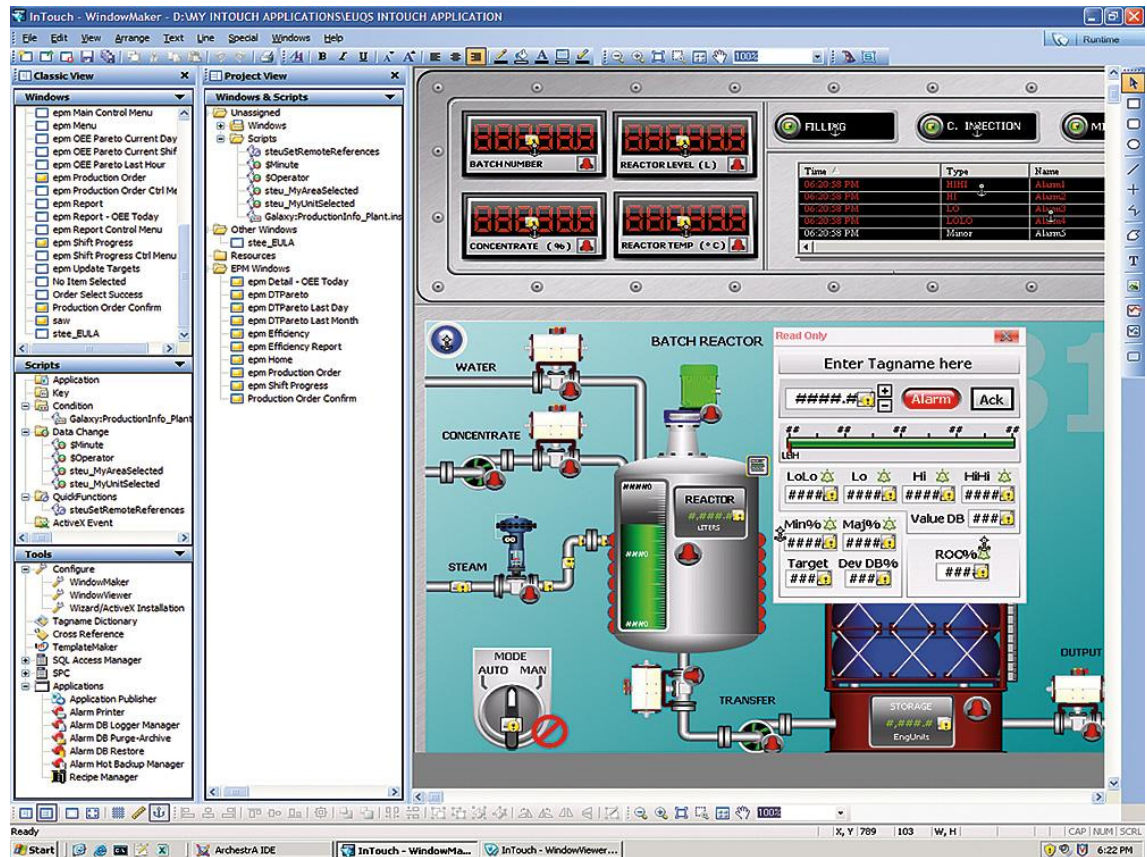 InTouch - WindowMaker - D:\MY INTOUCH APPLICATIONS\EUQS INTOUCH APPLICATION
File Edit View Arrange Text Line Special Windows Help
Runtime
100%
Classic View
Windows
epm Main Control Menu
epm Menu
epm OEE Pareto Current Day
epm OEE Pareto Current Shif
epm OEE Pareto Last Hour
epm Production Order
epm Production Order Ctrl Me
epm Report
epm Report - OEE Today
epm Report Control Menu
epm Shift Progress
epm Shift Progress Ctrl Menu
epm Update Targets
No Item Selected
Order Select Success
Production Order Confirm
saw
stee_EULA
Scripts
Application
Key
Condition
Galaxy:ProductionInfo_Plant
Data Change
$Minute
$Operator
steu_MyAreaSelected
steu_MyUnitSelected
QuickFunctions
steuSetRemoteReferences
ActiveX Event
Tools
Configure
WindowMaker
WindowViewer
Wizard/ActiveX Installation
Tagname Dictionary
Cross Reference
TemplateMaker
SQL Access Manager
SPC
Applications
Application Publisher
Alarm Printer
Alarm DB Logger Manager
Alarm DB Purge-Archive
Alarm DB Restore
Alarm Hot Backup Manager
Recipe Manager
Project View
Windows & Scripts
Unassigned
Windows
Scripts
steuSetRemoteReferences
$Minute
$Operator
steu_MyAreaSelected
steu_MyUnitSelected
Galaxy:ProductionInfo_Plant.ins
Other Windows
stee_EULA
Resources
EPM Windows
epm Detail - OEE Today
epm DTPareto
epm DTPareto Last Day
epm DTPareto Last Month
epm Efficiency
epm Efficiency Report
epm Home
epm Production Order
epm Shift Progress
Production Order Confirm
BATCH NUMBER
REACTOR LEVEL (L)
CONCENTRATE (%)
REACTOR TEMP (°C)
FILLING
C. INJECTION
MI
Time Type Name
06:20:58 PM HIHI Alarm1
06:20:58 PM HI Alarm2
06:20:58 PM LO Alarm3
06:20:58 PM LOLO Alarm4
06:20:58 PM Minor Alarm5
BATCH REACTOR
31
WATER
CONCENTRATE
STEAM
####0
###0
###0
REACTOR
#,###.#
LITERS
MODE
AUTO MAN
TRANSFER
STORAGE
#,###.#
EngUnits
OUTPUT
Read Only
Enter Tagname here
####.#
+
-
Alarm
Ack
## ## ## ## ##
LoLo Lo Hi HiHi
#### #### #### ####
Min% Maj% Value DB ###
#### ####
Target Dev DB%
### ###
ROC%
###
100%
Ready
X, Y 789 103 W, H
CAP NUM SCRL
Start
ArchestrA IDE
InTouch - WindowMa...
InTouch - WindowViewer...
6:22 PM